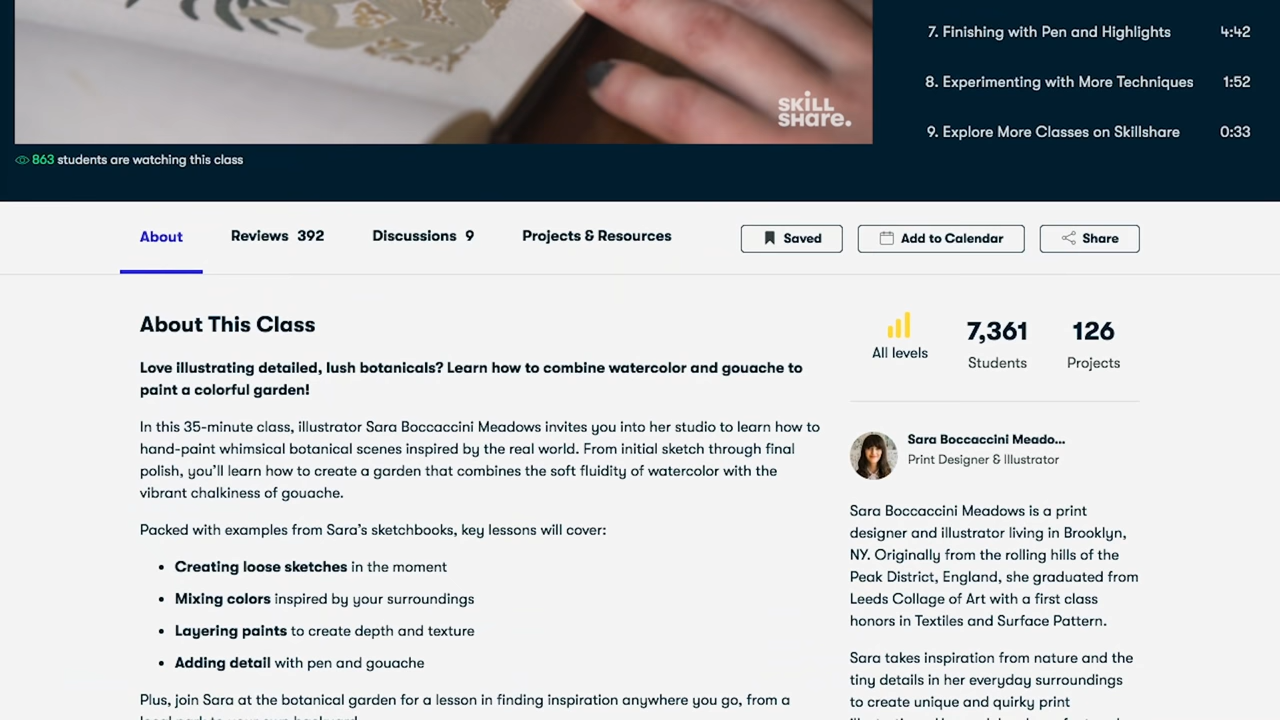 7. Finishing with Pen and Highlights 4:42
8. Experimenting with More Techniques 1:52
9. Explore More Classes on Skillshare 0:33
SKILL
SHARE.
863 students are watching this class
About Reviews 392 Discussions 9 Projects & Resources Saved Add to Calendar Share
About This Class
Love illustrating detailed, lush botanicals? Learn how to combine watercolor and gouache to
paint a colorful garden!
In this 35-minute class, illustrator Sara Boccaccini Meadows invites you into her studio to learn how to
hand-paint whimsical botanical scenes inspired by the real world. From initial sketch through final
polish, you'll learn how to create a garden that combines the soft fluidity of watercolor with the
vibrant chalkiness of gouache.
Packed with examples from Sara's sketchbooks, key lessons will cover:
• Creating loose sketches in the moment
• Mixing colors inspired by your surroundings
• Layering paints to create depth and texture
• Adding detail with pen and gouache
Plus, join Sara at the botanical garden for a lesson in finding inspiration anywhere you go, from a
local park to your own backyard.
All levels
7,361
Students
126
Projects
Sara Boccaccini Meado...
Print Designer & Illustrator
Sara Boccaccini Meadows is a print
designer and illustrator living in Brooklyn,
NY. Originally from the rolling hills of the
Peak District, England, she graduated from
Leeds Collage of Art with a first class
honors in Textiles and Surface Pattern.
Sara takes inspiration from nature and the
tiny details in her everyday surroundings
to create unique and quirky print